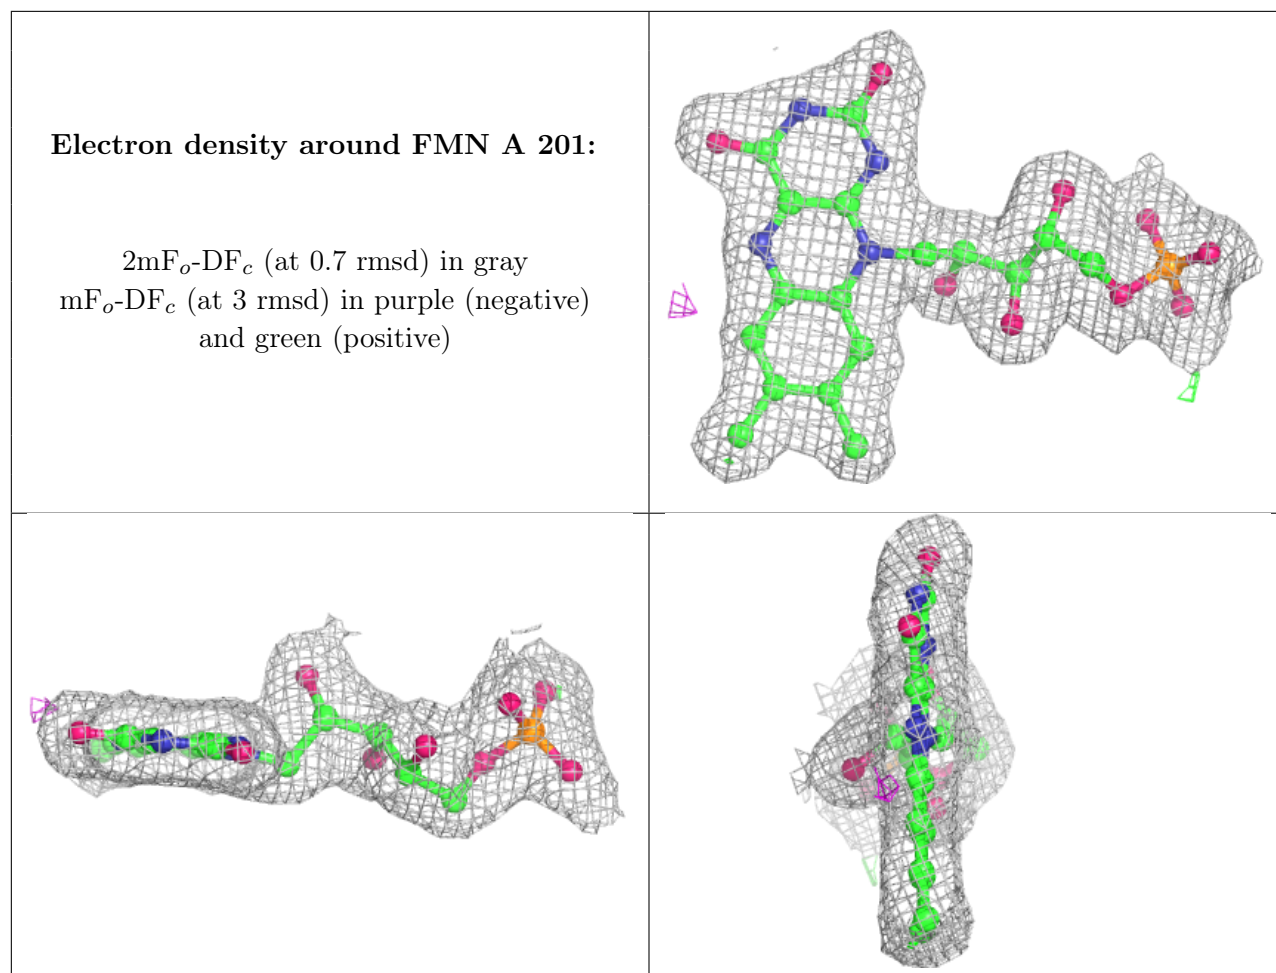 Electron density around FMN A 201:
2mFo-DFc (at 0.7 rmsd) in gray
mFo-DFc (at 3 rmsd) in purple (negative)
and green (positive)